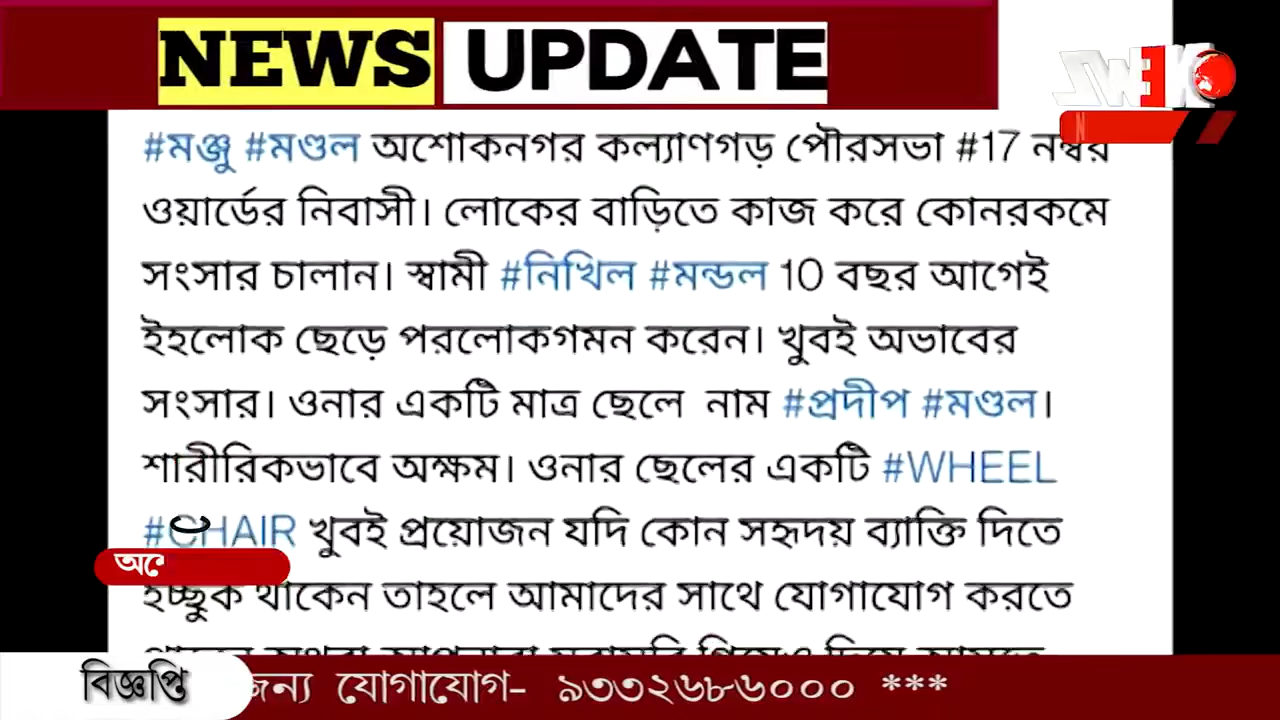 NEWS UPDATE
NEWS
N
#মঞ্জু #মণ্ডল অশোকনগর কল্যাণগড় পৌরসভা #17 নম্বর
ওয়ার্ডের নিবাসী। লোকের বাড়িতে কাজ করে কোনরকমে
সংসার চালান। স্বামী #নিখিল #মন্ডল 10 বছর আগেই
ইহলোক ছেড়ে পরলোকগমন করেন। খুবই অভাবের
সংসার। ওনার একটি মাত্র ছেলে নাম #প্রদীপ #মণ্ডল।
শারীরিকভাবে অক্ষম। ওনার ছেলের একটি #WHEEL
#CHAIR খুবই প্রয়োজন যদি কোন সহৃদয় ব্যাক্তি দিতে
ইচ্ছুক থাকেন তাহলে আমাদের সাথে যোগাযোগ করতে
বিজ্ঞপ্তি জন্য যোগাযোগ- ৯৩৩২৬৮৬০০০ ***